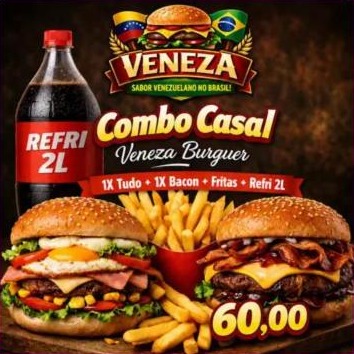 VENEZA
SABOR VENEZUELANO NO BRASIL!
REFRI
2L
Combo Casal
Veneza Burguer
1X Tudo + 1X Bacon + Fritas + Refri 2L
60,00